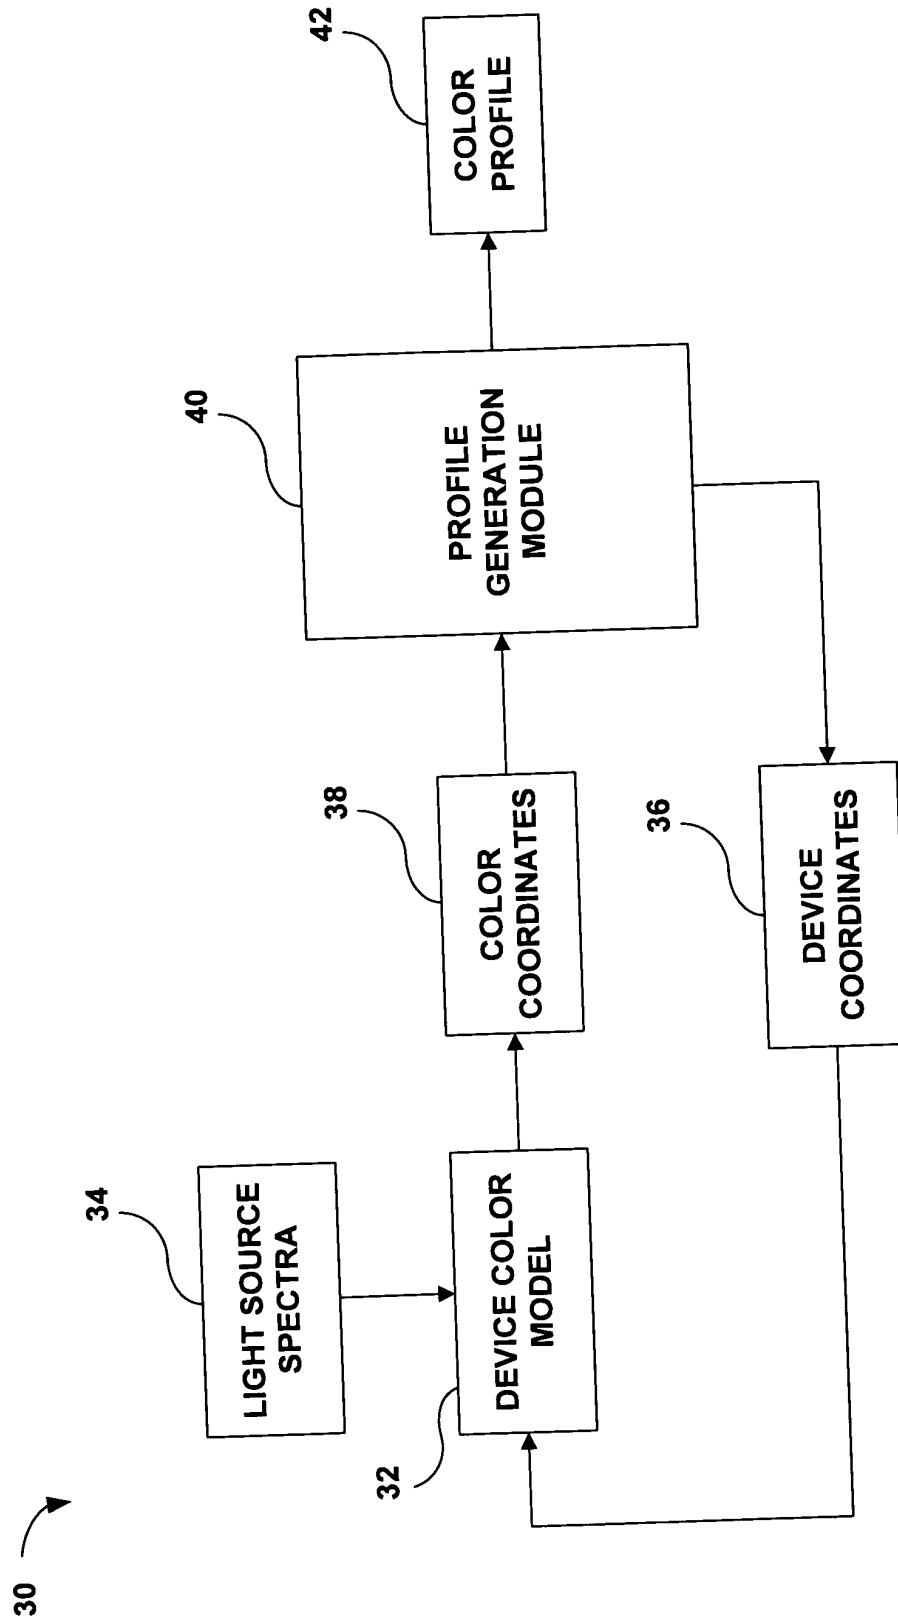 30
34
LIGHT SOURCE
SPECTRA
32
DEVICE COLOR
MODEL
38
COLOR
COORDINATES
40
PROFILE
GENERATION
MODULE
42
COLOR
PROFILE
36
DEVICE
COORDINATES